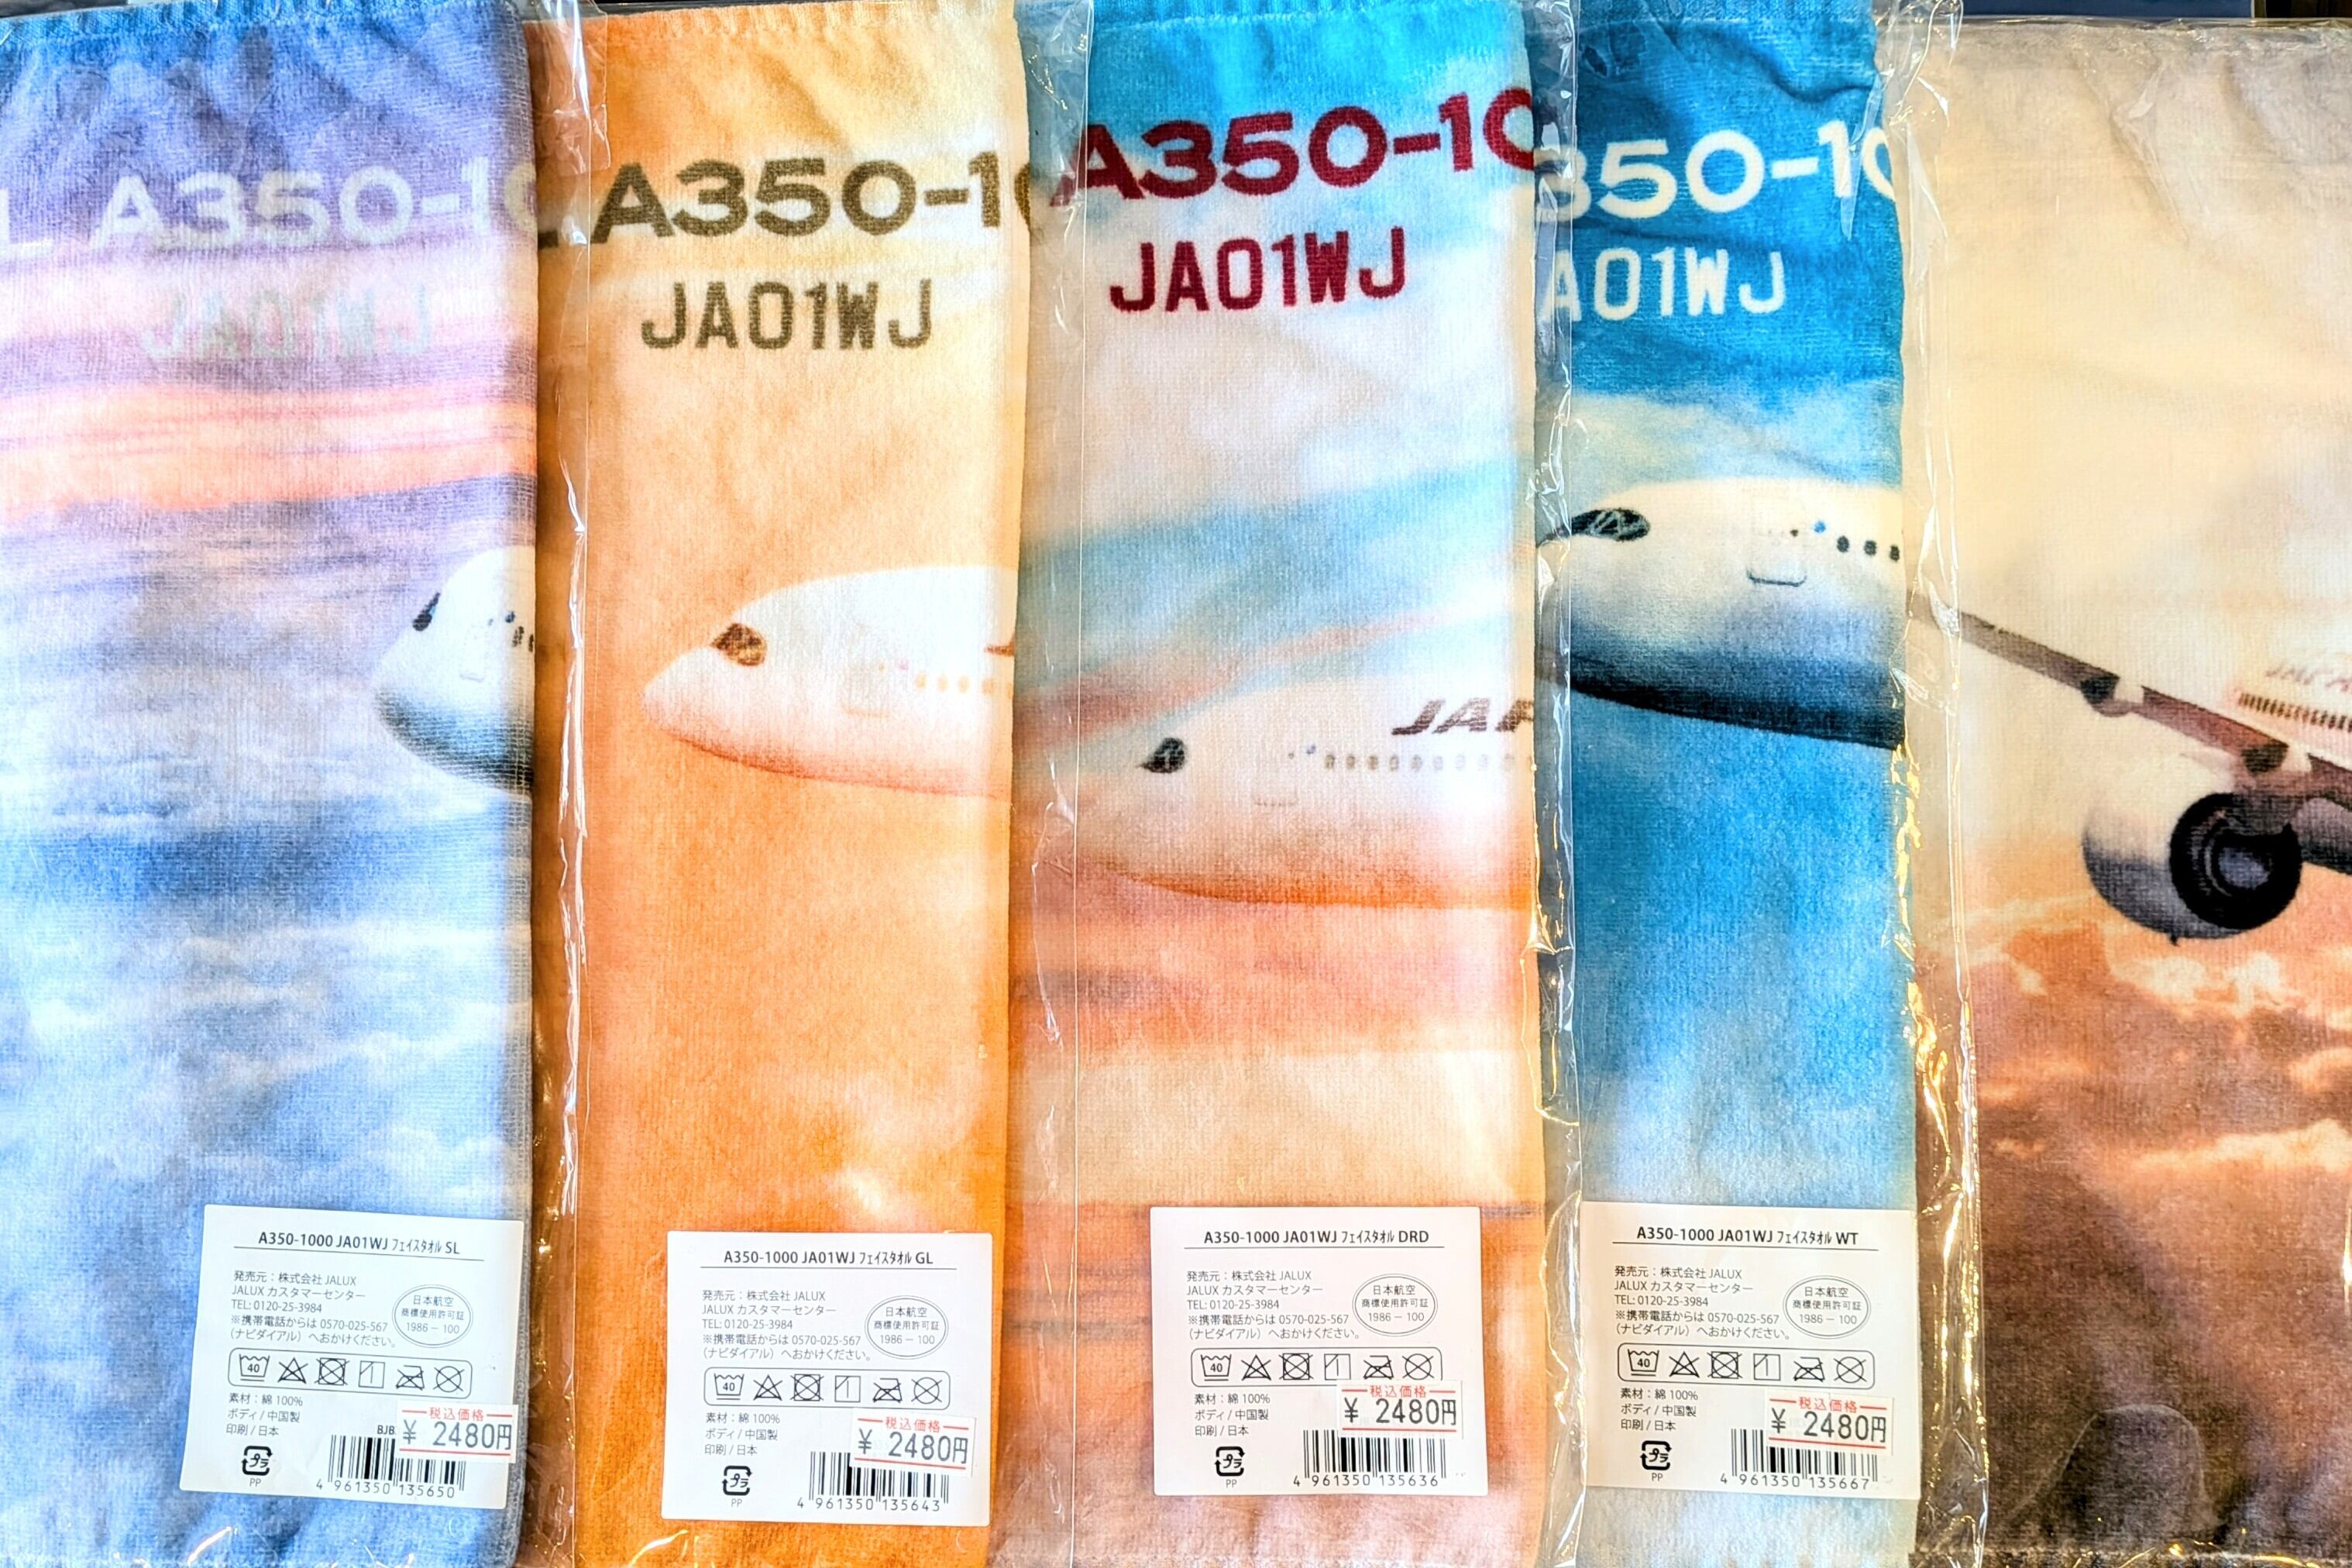 L A350-10
JA01WJ
A350-1000 JA01WJ フェイスタオル SL
発売元：株式会社 JALUX
JALUX カスタマーセンター
TEL: 0120-25-3984
※携帯電話からは 0570-025-567
（ナビダイアル）へおかけください。
日本航空
商標使用許可証
1986 － 100
40
素材：綿 100%
ボディ / 中国製
印刷 / 日本
BJB
税込価格
¥ 2480円
プラ
PP
4 961350 135650
L A350-10
JA01WJ
A350-1000 JA01WJ フェイスタオル GL
発売元：株式会社 JALUX
JALUX カスタマーセンター
TEL: 0120-25-3984
※携帯電話からは 0570-025-567
（ナビダイアル）へおかけください。
日本航空
商標使用許可証
1986 － 100
40
素材：綿 100%
ボディ / 中国製
印刷 / 日本
税込価格
¥ 2480円
プラ
PP
4 961350 135643
A350-10
JA01WJ
JAP
A350-1000 JA01WJ フェイスタオル DRD
発売元：株式会社 JALUX
JALUX カスタマーセンター
TEL: 0120-25-3984
※携帯電話からは 0570-025-567
（ナビダイアル）へおかけください。
日本航空
商標使用許可証
1986 － 100
40
素材：綿 100%
ボディ / 中国製
印刷 / 日本
税込価格
¥ 2480円
プラ
PP
4 961350 135636
350-10
A01WJ
A350-1000 JA01WJ フェイスタオル WT
発売元：株式会社 JALUX
JALUX カスタマーセンター
TEL: 0120-25-3984
※携帯電話からは 0570-025-567
（ナビダイアル）へおかけください。
日本航空
商標使用許可証
1986 － 100
40
素材：綿 100%
ボディ / 中国製
印刷 / 日本
税込価格
¥ 2480円
プラ
PP
4 961350 135667